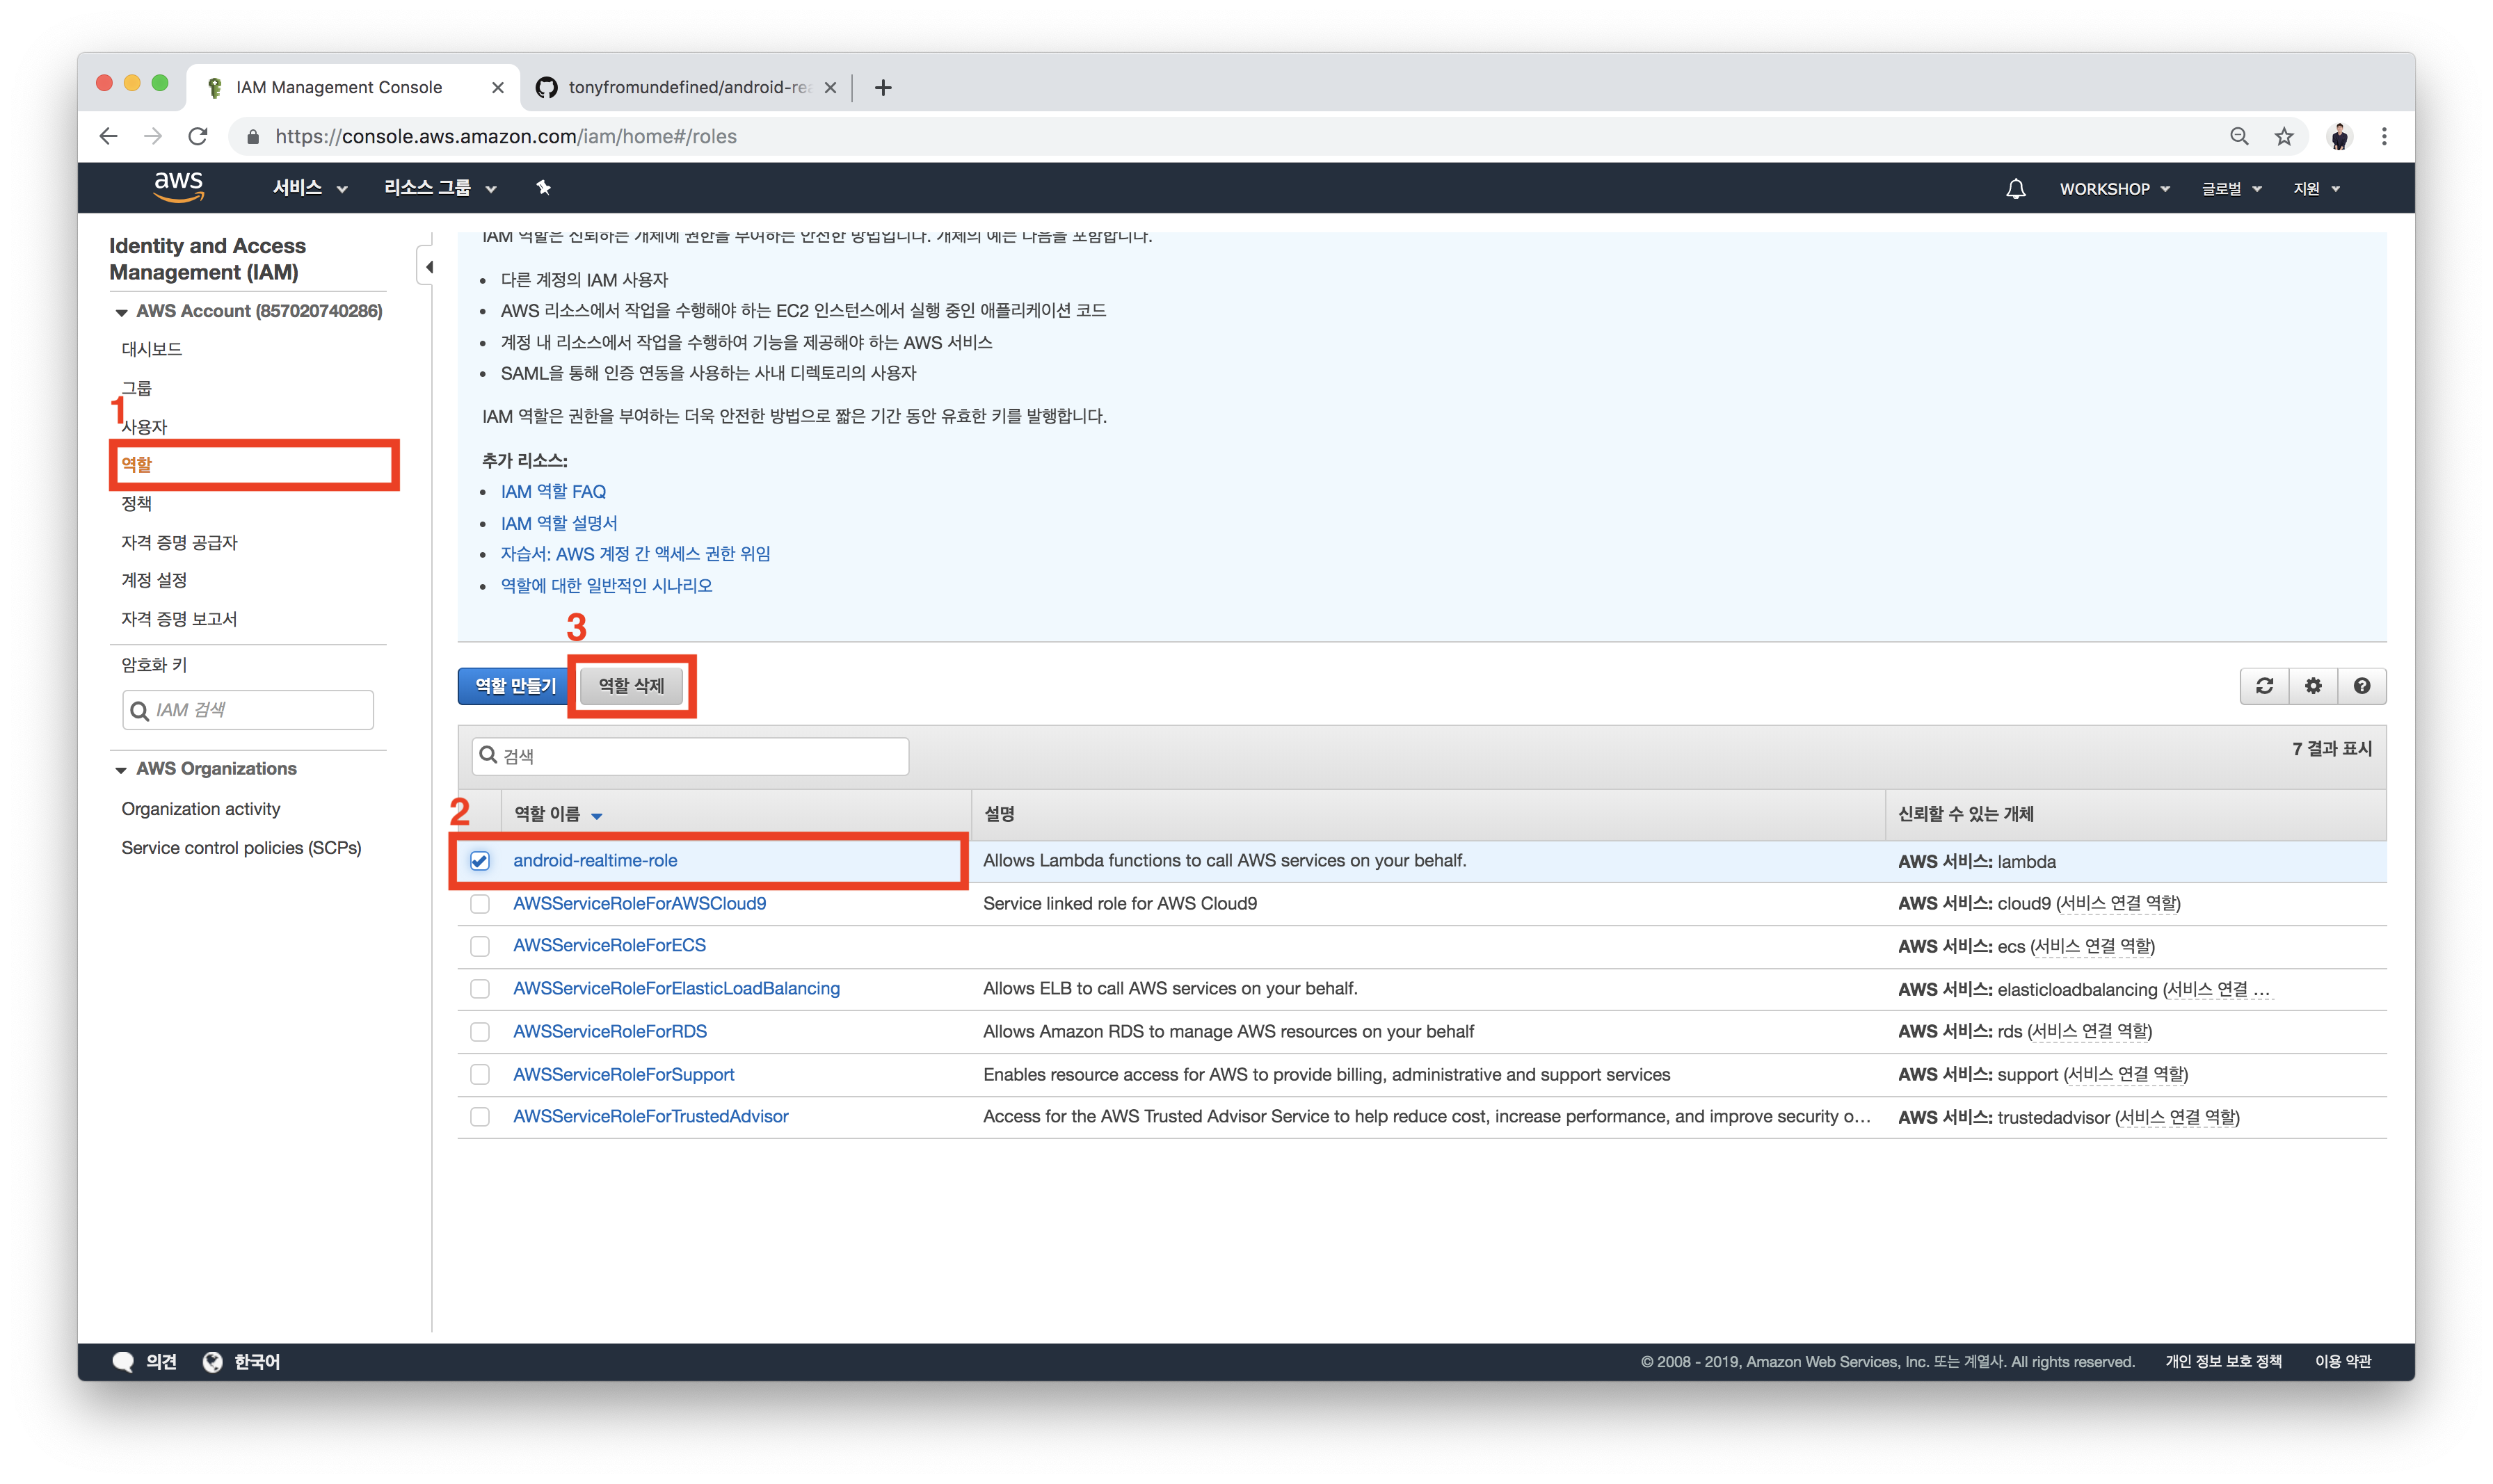 IAM Management Console
tonyfromundefined/android-rea
https://console.aws.amazon.com/iam/home#/roles
aws
서비스
리소스 그룹
WORKSHOP
글로벌
지원
Identity and Access
Management (IAM)
AWS Account (857020740286)
대시보드
그룹
1
사용자
역할
정책
자격 증명 공급자
계정 설정
자격 증명 보고서
암호화 키
IAM 검색
AWS Organizations
Organization activity
Service control policies (SCPs)
IAM 역할은 신뢰하는 개체에 권한을 부여하는 안전한 방법입니다. 개체의 예는 다음을 포함합니다.
• 다른 계정의 IAM 사용자
• AWS 리소스에서 작업을 수행해야 하는 EC2 인스턴스에서 실행 중인 애플리케이션 코드
• 계정 내 리소스에서 작업을 수행하여 기능을 제공해야 하는 AWS 서비스
• SAML을 통해 인증 연동을 사용하는 사내 디렉토리의 사용자
IAM 역할은 권한을 부여하는 더욱 안전한 방법으로 짧은 기간 동안 유효한 키를 발행합니다.
추가 리소스:
• IAM 역할 FAQ
• IAM 역할 설명서
• 자습서: AWS 계정 간 액세스 권한 위임
• 역할에 대한 일반적인 시나리오
3
역할 만들기
역할 삭제
검색
7 결과 표시
2
역할 이름 설명 신뢰할 수 있는 개체
android-realtime-role Allows Lambda functions to call AWS services on your behalf. AWS 서비스: lambda
AWSServiceRoleForAWSCloud9 Service linked role for AWS Cloud9 AWS 서비스: cloud9 (서비스 연결 역할)
AWSServiceRoleForECS AWS 서비스: ecs (서비스 연결 역할)
AWSServiceRoleForElasticLoadBalancing Allows ELB to call AWS services on your behalf. AWS 서비스: elasticloadbalancing (서비스 연결 ...
AWSServiceRoleForRDS Allows Amazon RDS to manage AWS resources on your behalf AWS 서비스: rds (서비스 연결 역할)
AWSServiceRoleForSupport Enables resource access for AWS to provide billing, administrative and support services AWS 서비스: support (서비스 연결 역할)
AWSServiceRoleForTrustedAdvisor Access for the AWS Trusted Advisor Service to help reduce cost, increase performance, and improve security o... AWS 서비스: trustedadvisor (서비스 연결 역할)
의견
한국어
© 2008 - 2019, Amazon Web Services, Inc. 또는 계열사. All rights reserved.
개인 정보 보호 정책
이용 약관